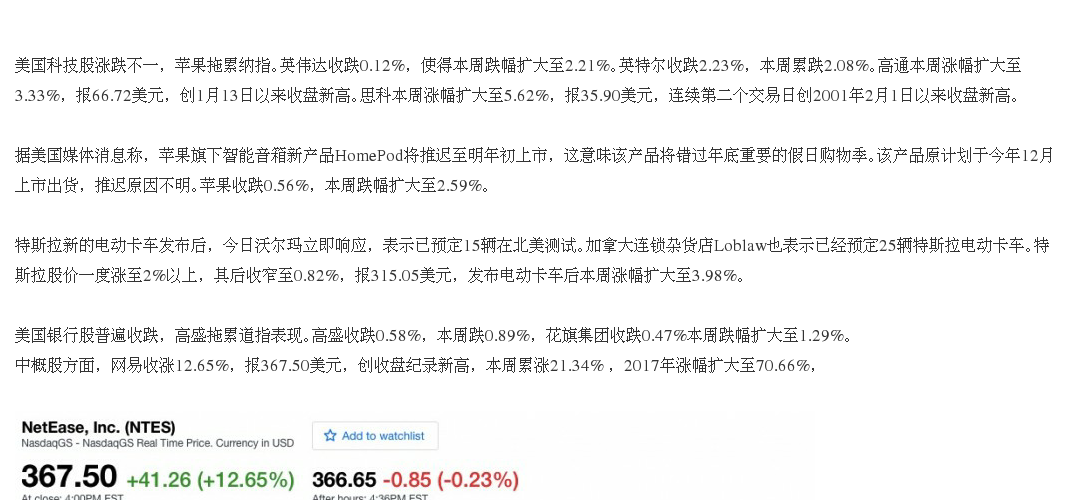 美国科技股涨跌不一，苹果拖累纳指。英伟达收跌0.12%，使得本周跌幅扩大至2.21%。英特尔收跌2.23%，本周累跌2.08%。高通本周涨幅扩大至
3.33%，报66.72美元，创1月13日以来收盘新高。思科本周涨幅扩大至5.62%，报35.90美元，连续第二个交易日创2001年2月1日以来收盘新高。
据美国媒体消息称，苹果旗下智能音箱新产品HomePod将推迟至明年初上市，这意味该产品将错过年底重要的假日购物季。该产品原计划于今年12月
上市出货，推迟原因不明。苹果收跌0.56%，本周跌幅扩大至2.59%。
特斯拉新的电动卡车发布后，今日沃尔玛立即响应，表示已预定15辆在北美测试。加拿大连锁杂货店Loblaw也表示已经预定25辆特斯拉电动卡车。特
斯拉股价一度涨至2%以上，其后收窄至0.82%，报315.05美元，发布电动卡车后本周涨幅扩大至3.98%。
美国银行股普遍收跌，高盛拖累道指表现。高盛收跌0.58%，本周跌0.89%，花旗集团收跌0.47%本周跌幅扩大至1.29%。
中概股方面，网易收涨12.65%，报367.50美元，创收盘纪录新高，本周累涨21.34% ，2017年涨幅扩大至70.66%，
NetEase, Inc. (NTES)
NasdaqGS - NasdaqGS Real Time Price. Currency in USD
Add to watchlist
367.50 +41.26 (+12.65%)
366.65 -0.85 (-0.23%)
At close: 4:00PM EST
After hours: 4:36PM EST